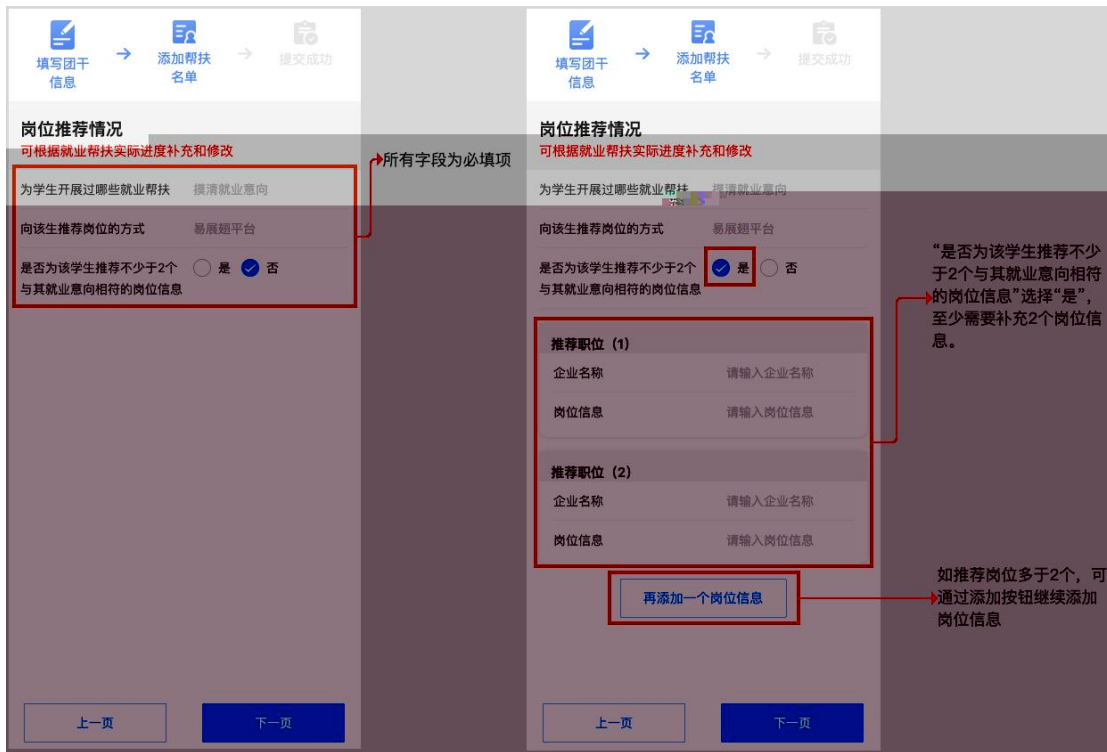 填写团干
信息
添加帮扶
名单
提交成功
岗位推荐情况
可根据就业帮扶实际进度补充和修改
为学生开展过哪些就业帮扶 摸清就业意向
向该生推荐岗位的方式 易展翅平台
是否为该学生推荐不少于2个 是 否
与其就业意向相符的岗位信息
上一页 下一页
所有字段为必填项
填写团干
信息
添加帮扶
名单
提交成功
岗位推荐情况
可根据就业帮扶实际进度补充和修改
为学生开展过哪些就业帮扶 摸清就业意向
向该生推荐岗位的方式 易展翅平台
是否为该学生推荐不少于2个 是 否
与其就业意向相符的岗位信息
推荐职位（1）
企业名称 请输入企业名称
岗位信息 请输入岗位信息
推荐职位（2）
企业名称 请输入企业名称
岗位信息 请输入岗位信息
再添加一个岗位信息
上一页 下一页
“是否为该学生推荐不少
于2个与其就业意向相符
的岗位信息”选择“是”，
至少需要补充2个岗位信
息。
如推荐岗位多于2个，可
通过添加按钮继续添加
岗位信息